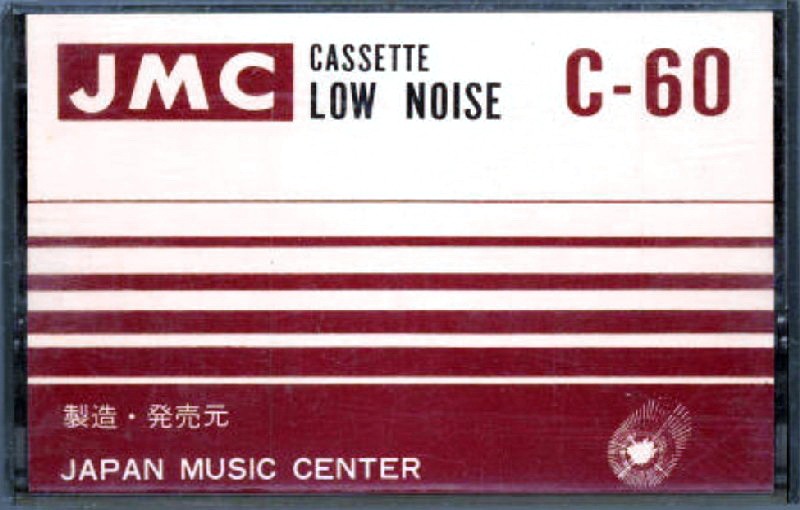 JMC
CASSETTE
LOW NOISE
C-60
製造・発売元
JAPAN MUSIC CENTER